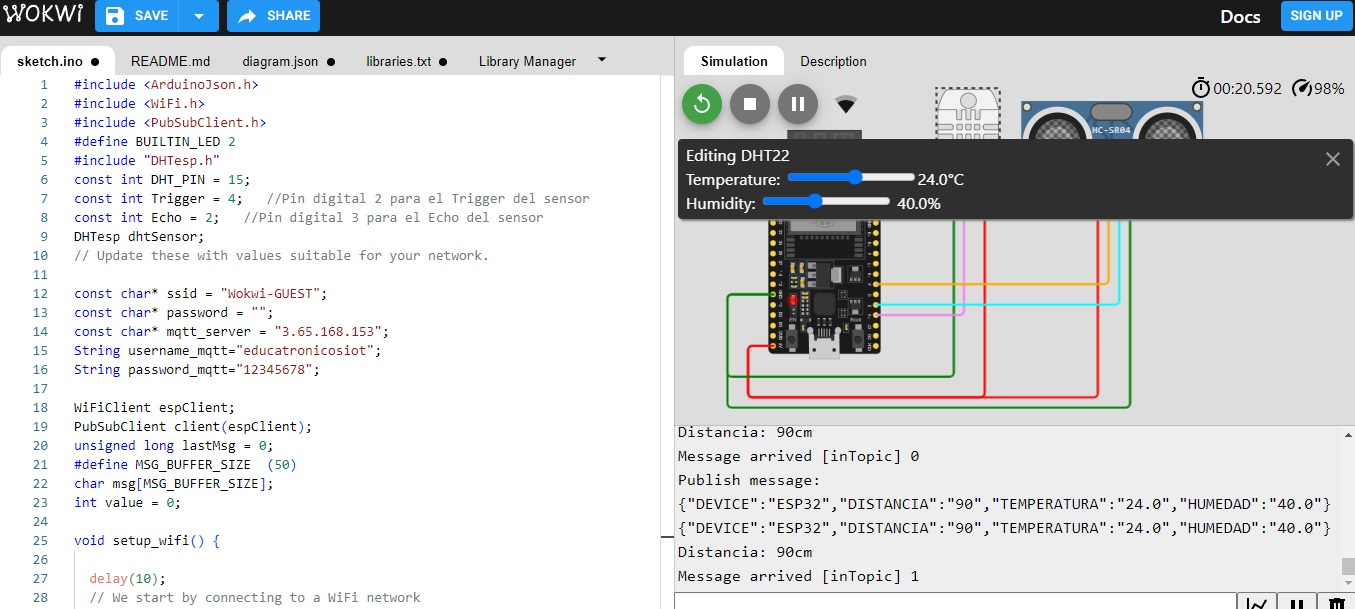 WOKWi SAVE SHARE Docs SIGN UP
sketch.ino ● README.md diagram.json ● libraries.txt ● Library Manager
1 #include <ArduinoJson.h>
2 #include <WiFi.h>
3 #include <PubSubClient.h>
4 #define BUILTIN_LED 2
5 #include "DHTesp.h"
6 const int DHT_PIN = 15;
7 const int Trigger = 4;   //Pin digital 2 para el Trigger del sensor
8 const int Echo = 2;   //Pin digital 3 para el Echo del sensor
9 DHTesp dhtSensor;
10 // Update these with values suitable for your network.
11
12 const char* ssid = "Wokwi-GUEST";
13 const char* password = "";
14 const char* mqtt_server = "3.65.168.153";
15 String username_mqtt="educatronicosiot";
16 String password_mqtt="12345678";
17
18 WiFiClient espClient;
19 PubSubClient client(espClient);
20 unsigned long lastMsg = 0;
21 #define MSG_BUFFER_SIZE  (50)
22 char msg[MSG_BUFFER_SIZE];
23 int value = 0;
24
25 void setup_wifi() {
26
27   delay(10);
28   // We start by connecting to a WiFi network
Simulation Description
00:20.592 98%
HC-SR04
Editing DHT22
Temperature: 24.0°C
Humidity: 40.0%
Distancia: 90cm
Message arrived [inTopic] 0
Publish message:
{"DEVICE":"ESP32","DISTANCIA":"90","TEMPERATURA":"24.0","HUMEDAD":"40.0"}
{"DEVICE":"ESP32","DISTANCIA":"90","TEMPERATURA":"24.0","HUMEDAD":"40.0"}
Distancia: 90cm
Message arrived [inTopic] 1